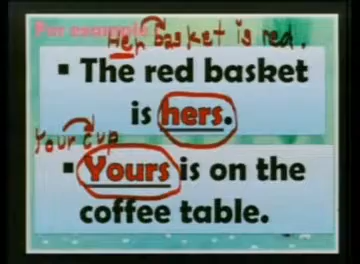 For example
Her basket is red.
▪ The red basket
is hers.
Your cup
▪ Yours is on the
coffee table.